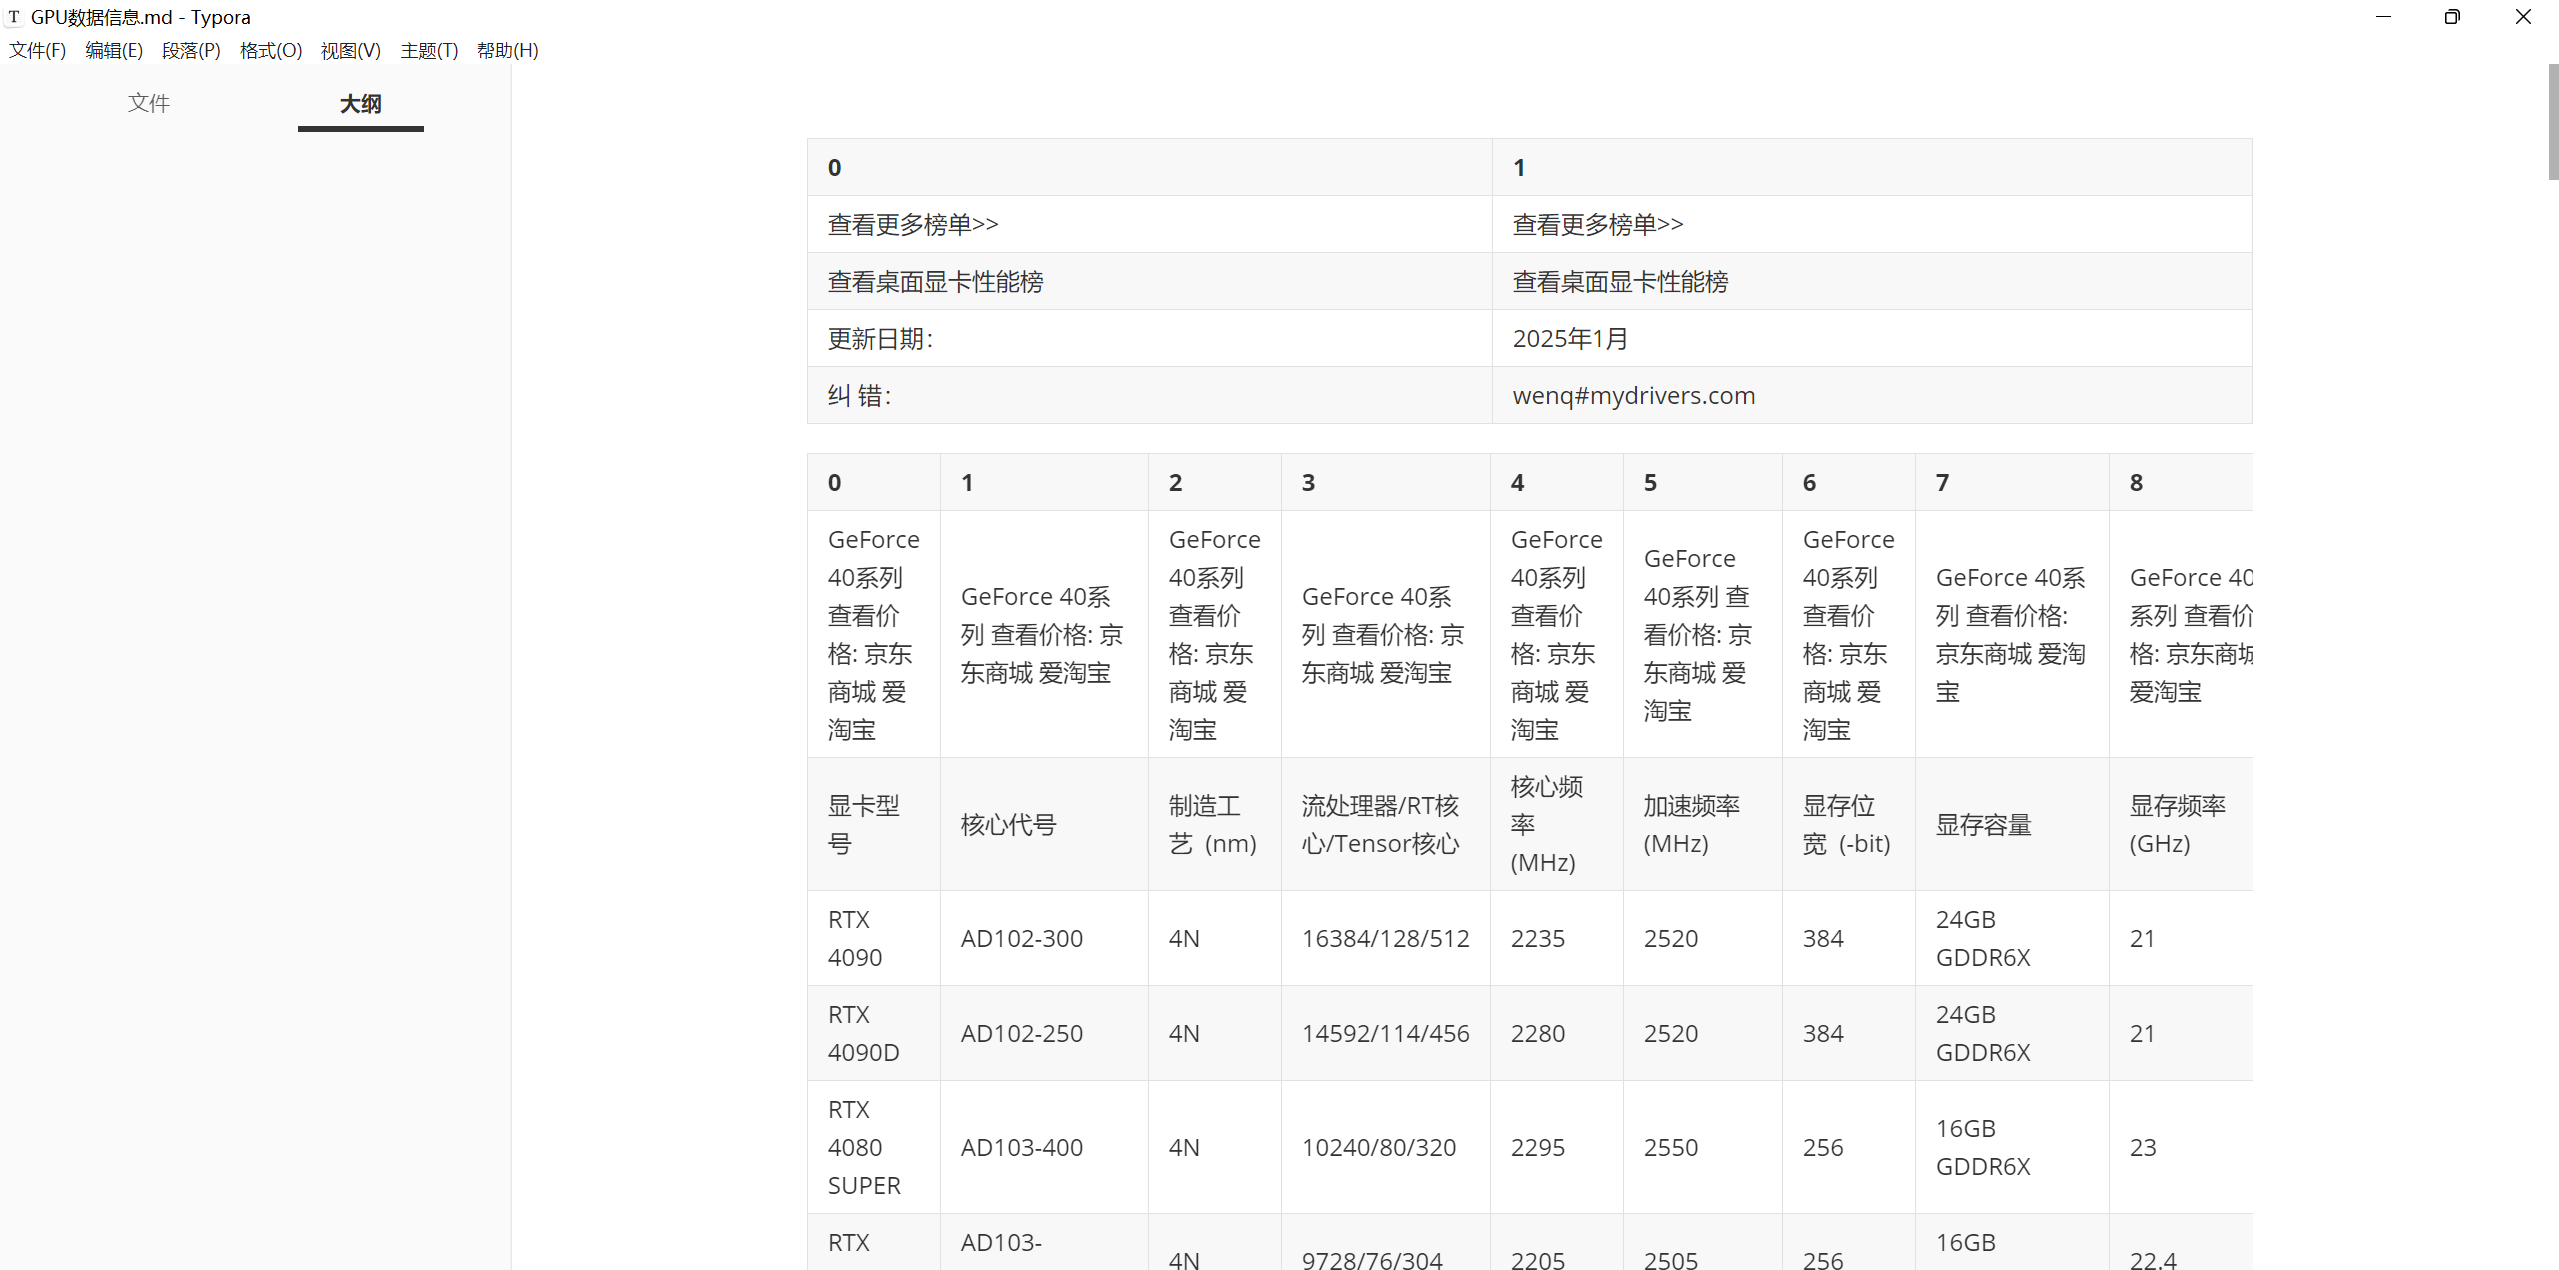 GPU数据信息.md - Typora
文件(F) 编辑(E) 段落(P) 格式(O) 视图(V) 主题(T) 帮助(H)
文件 大纲
0 1
查看更多榜单>> 查看更多榜单>>
查看桌面显卡性能榜 查看桌面显卡性能榜
更新日期： 2025年1月
纠 错： wenq#mydrivers.com
0 1 2 3 4 5 6 7 8
GeForce
40系列
查看价
格: 京东
商城 爱
淘宝
GeForce 40系
列 查看价格: 京
东商城 爱淘宝
GeForce
40系列
查看价
格: 京东
商城 爱
淘宝
GeForce 40系
列 查看价格: 京
东商城 爱淘宝
GeForce
40系列
查看价
格: 京东
商城 爱
淘宝
GeForce
40系列 查
看价格: 京
东商城 爱
淘宝
GeForce
40系列
查看价
格: 京东
商城 爱
淘宝
GeForce 40系
列 查看价格:
京东商城 爱淘
宝
GeForce 40
系列 查看价
格: 京东商城
爱淘宝
显卡型
号
核心代号
制造工
艺 (nm)
流处理器/RT核
心/Tensor核心
核心频
率
(MHz)
加速频率
(MHz)
显存位
宽 (-bit)
显存容量
显存频率
(GHz)
RTX
4090
AD102-300
4N
16384/128/512
2235
2520
384
24GB
GDDR6X
21
RTX
4090D
AD102-250
4N
14592/114/456
2280
2520
384
24GB
GDDR6X
21
RTX
4080
SUPER
AD103-400
4N
10240/80/320
2295
2550
256
16GB
GDDR6X
23
RTX
AD103-
4N
9728/76/304
2205
2505
256
16GB
22.4